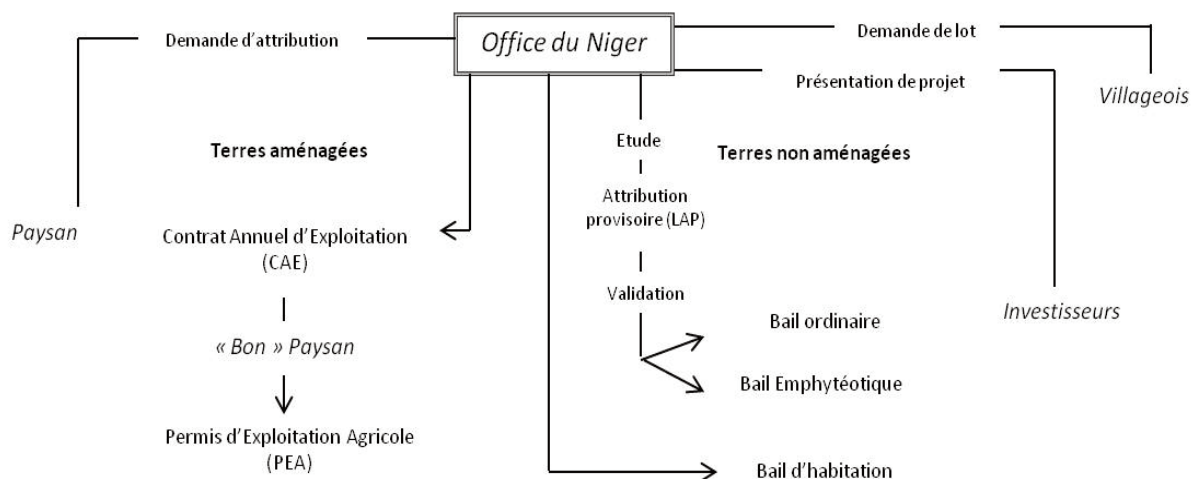 Demande d’attribution
Office du Niger
Demande de lot
Présentation de projet
Villageois
Etude
Terres aménagées
Terres non aménagées
Attribution
provisoire (LAP)
Paysan
Contrat Annuel d’Exploitation
(CAE)
Validation
Investisseurs
Bail ordinaire
« Bon » Paysan
Bail Emphytéotique
Permis d’Exploitation Agricole
(PEA)
Bail d’habitation